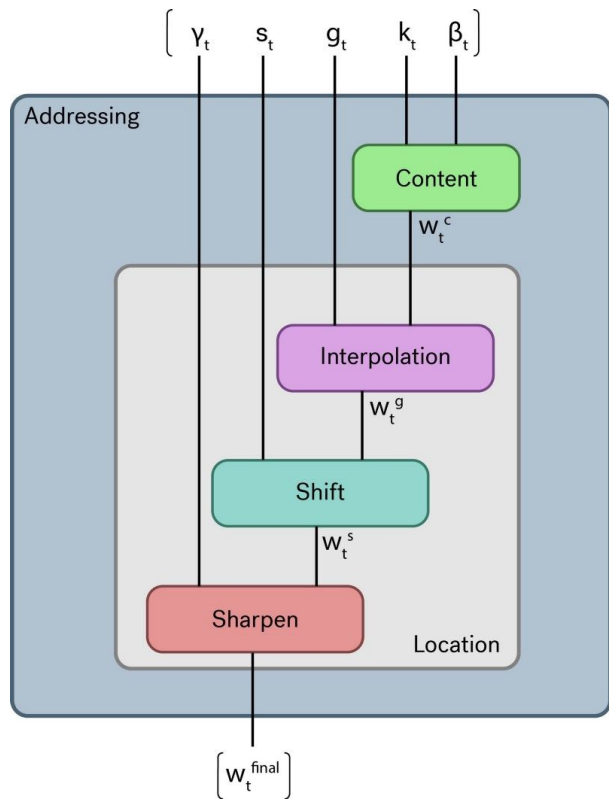 [ γₜ sₜ gₜ kₜ βₜ ]
Addressing
Content
wₜᶜ
Interpolation
wₜᵍ
Shift
wₜˢ
Sharpen
Location
[ wₜᶠⁱⁿᵃˡ ]